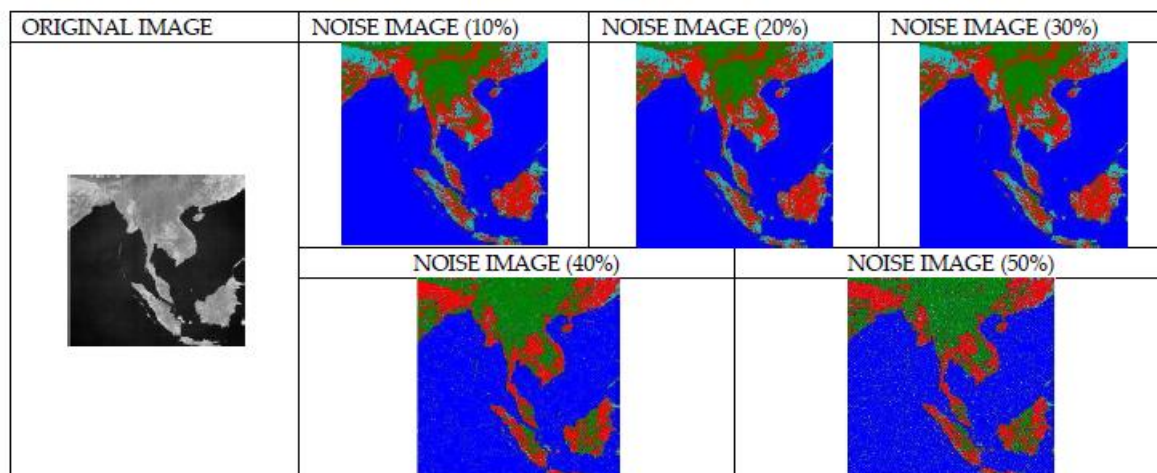 ORIGINAL IMAGE
NOISE IMAGE (10%)
NOISE IMAGE (20%)
NOISE IMAGE (30%)
NOISE IMAGE (40%)
NOISE IMAGE (50%)